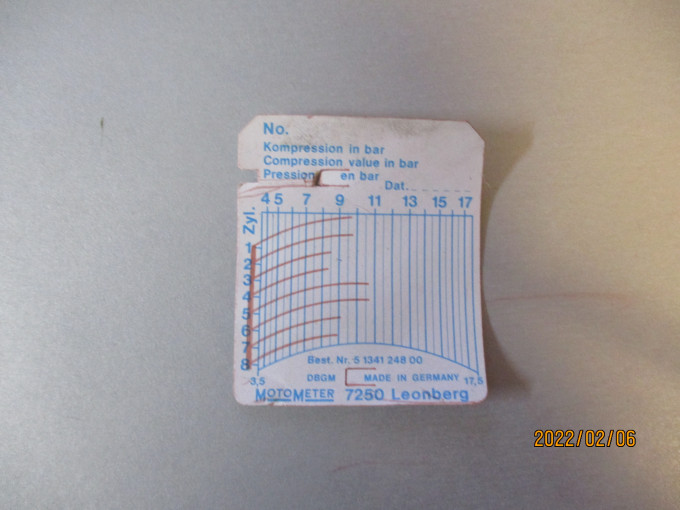 No.
Kompression in bar
Compression value in bar
Pression en bar
Dat.
4 5 7 9 11 13 15 17
Zyl.
1
2
3
4
5
6
7
8
Best. Nr. 5 1341 248 00
3,5 DBGM MADE IN GERMANY 17,5
MOTOMETER 7250 Leonberg
2022/02/06